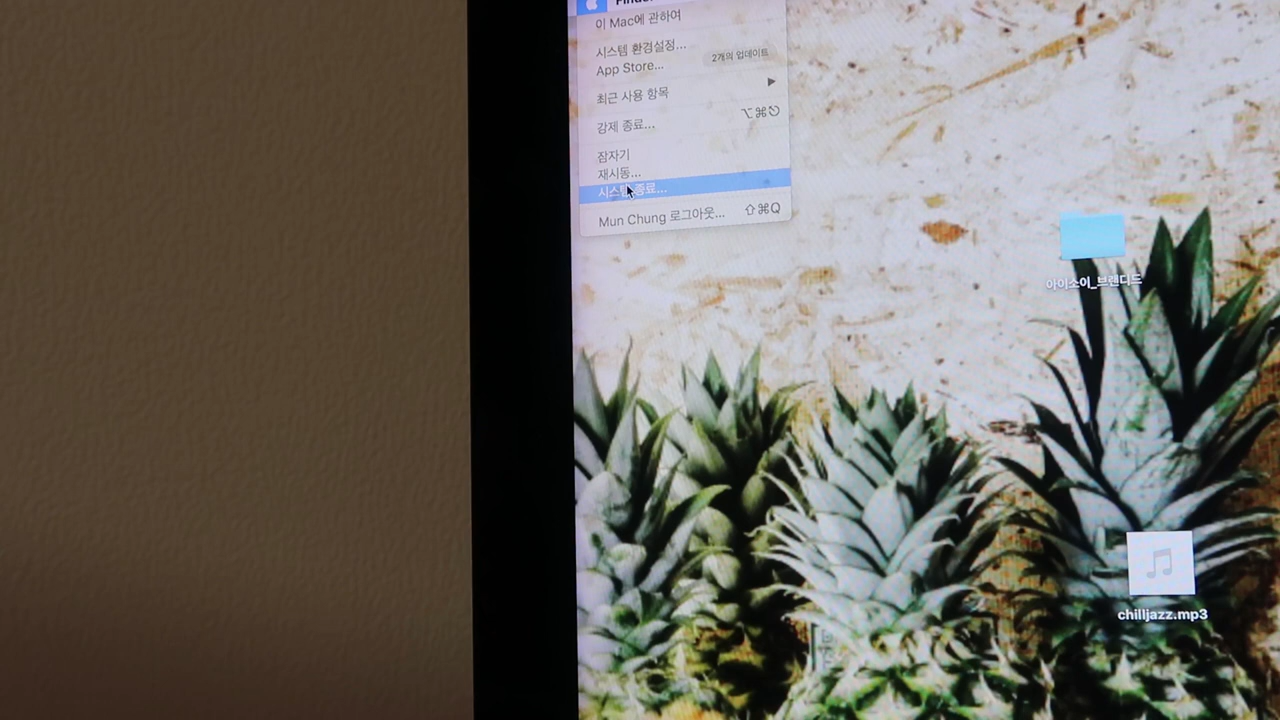 Finder
이 Mac에 관하여
시스템 환경설정...
2개의 업데이트
App Store...
최근 사용 항목
강제 종료...
⌥⌘⎋
잠자기
재시동...
시스템 종료...
Mun Chung 로그아웃...
⇧⌘Q
아이소이_브랜디드
chilljazz.mp3